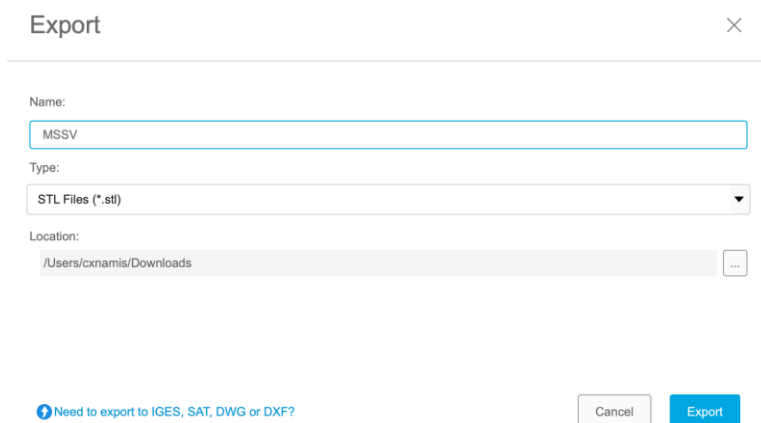 Export
Name:
MSSV
Type:
STL Files (*.stl)
Location:
/Users/cxnamis/Downloads
...
Need to export to IGES, SAT, DWG or DXF?
Cancel
Export